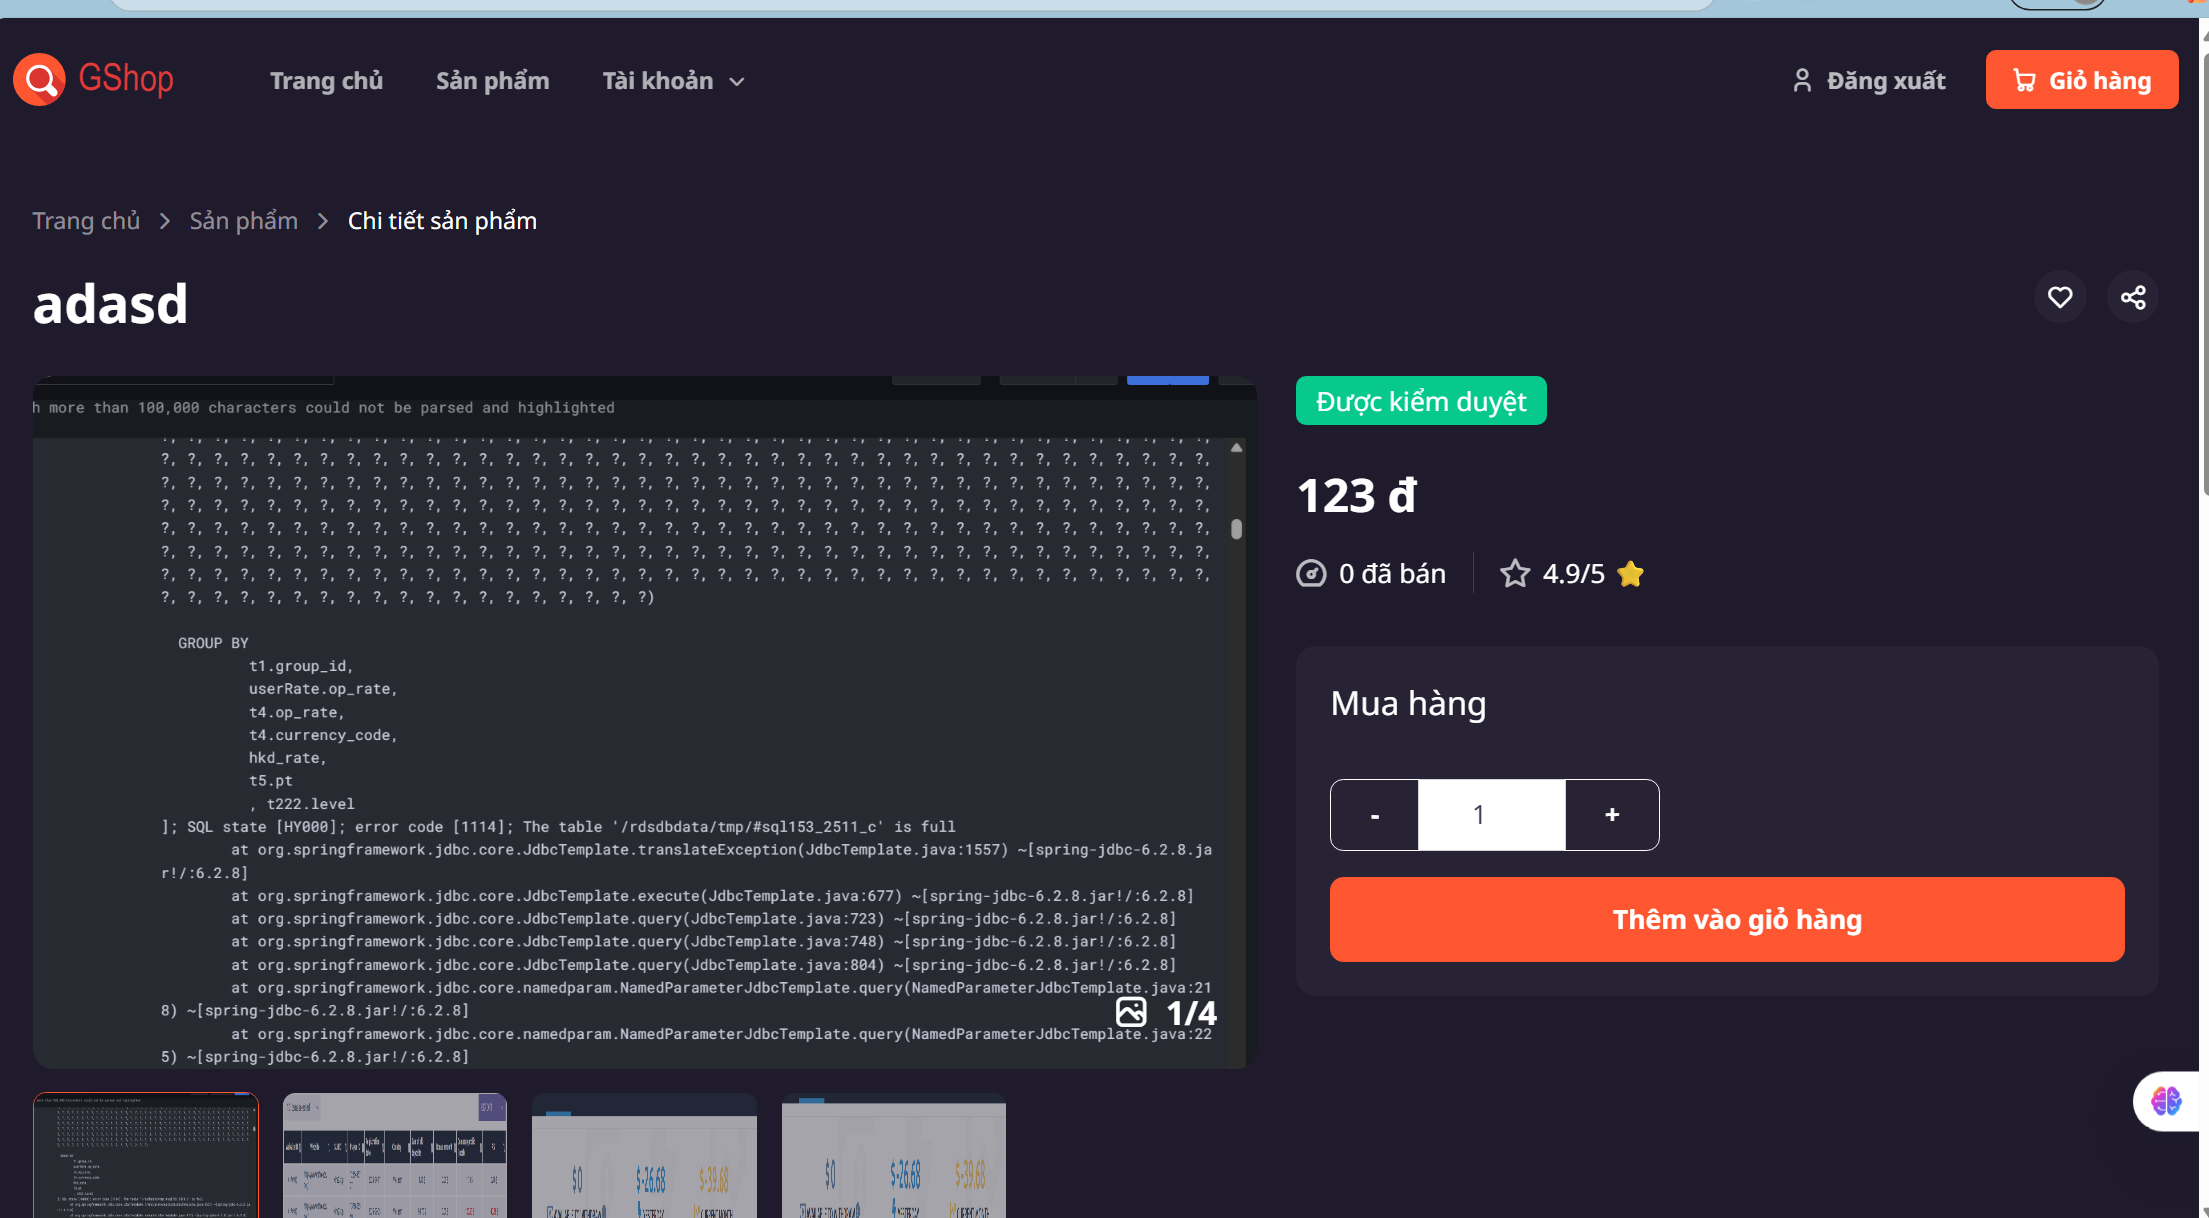 GShop
Trang chủ
Sản phẩm
Tài khoản
Đăng xuất
Giỏ hàng
Trang chủ > Sản phẩm > Chi tiết sản phẩm
adasd
h more than 100,000 characters could not be parsed and highlighted
?, ?, ?, ?, ?, ?, ?, ?, ?, ?, ?, ?, ?, ?, ?, ?, ?, ?, ?, ?, ?, ?, ?, ?, ?, ?, ?, ?, ?, ?, ?, ?, ?, ?, ?, ?, ?, ?, ?, ?,
?, ?, ?, ?, ?, ?, ?, ?, ?, ?, ?, ?, ?, ?, ?, ?, ?, ?, ?, ?, ?, ?, ?, ?, ?, ?, ?, ?, ?, ?, ?, ?, ?, ?, ?, ?, ?, ?, ?, ?,
?, ?, ?, ?, ?, ?, ?, ?, ?, ?, ?, ?, ?, ?, ?, ?, ?, ?, ?, ?, ?, ?, ?, ?, ?, ?, ?, ?, ?, ?, ?, ?, ?, ?, ?, ?, ?, ?, ?, ?,
?, ?, ?, ?, ?, ?, ?, ?, ?, ?, ?, ?, ?, ?, ?, ?, ?, ?, ?, ?, ?, ?, ?, ?, ?, ?, ?, ?, ?, ?, ?, ?, ?, ?, ?, ?, ?, ?, ?, ?,
?, ?, ?, ?, ?, ?, ?, ?, ?, ?, ?, ?, ?, ?, ?, ?, ?, ?, ?, ?, ?, ?, ?, ?, ?, ?, ?, ?, ?, ?, ?, ?, ?, ?, ?, ?, ?, ?, ?, ?,
?, ?, ?, ?, ?, ?, ?, ?, ?, ?, ?, ?, ?, ?, ?, ?, ?, ?, ?, ?, ?, ?, ?, ?, ?, ?, ?, ?, ?, ?, ?, ?, ?, ?, ?, ?, ?, ?, ?, ?,
?, ?, ?, ?, ?, ?, ?, ?, ?, ?, ?, ?, ?, ?, ?, ?, ?, ?, ?)
GROUP BY
t1.group_id,
userRate.op_rate,
t4.op_rate,
t4.currency_code,
hkd_rate,
t5.pt
, t222.level
]; SQL state [HY000]; error code [1114]; The table '/rdsdbdata/tmp/#sql153_2511_c' is full
at org.springframework.jdbc.core.JdbcTemplate.translateException(JdbcTemplate.java:1557) ~[spring-jdbc-6.2.8.ja
r!/:6.2.8]
at org.springframework.jdbc.core.JdbcTemplate.execute(JdbcTemplate.java:677) ~[spring-jdbc-6.2.8.jar!/:6.2.8]
at org.springframework.jdbc.core.JdbcTemplate.query(JdbcTemplate.java:723) ~[spring-jdbc-6.2.8.jar!/:6.2.8]
at org.springframework.jdbc.core.JdbcTemplate.query(JdbcTemplate.java:748) ~[spring-jdbc-6.2.8.jar!/:6.2.8]
at org.springframework.jdbc.core.JdbcTemplate.query(JdbcTemplate.java:804) ~[spring-jdbc-6.2.8.jar!/:6.2.8]
at org.springframework.jdbc.core.namedparam.NamedParameterJdbcTemplate.query(NamedParameterJdbcTemplate.java:21
8) ~[spring-jdbc-6.2.8.jar!/:6.2.8]
at org.springframework.jdbc.core.namedparam.NamedParameterJdbcTemplate.query(NamedParameterJdbcTemplate.java:22
5) ~[spring-jdbc-6.2.8.jar!/:6.2.8]
1/4
Được kiểm duyệt
123 đ
0 đã bán
4.9/5
Mua hàng
- 1 +
Thêm vào giỏ hàng
$0 $-26.68 $-39.68
$0 $-26.68 $-39.68